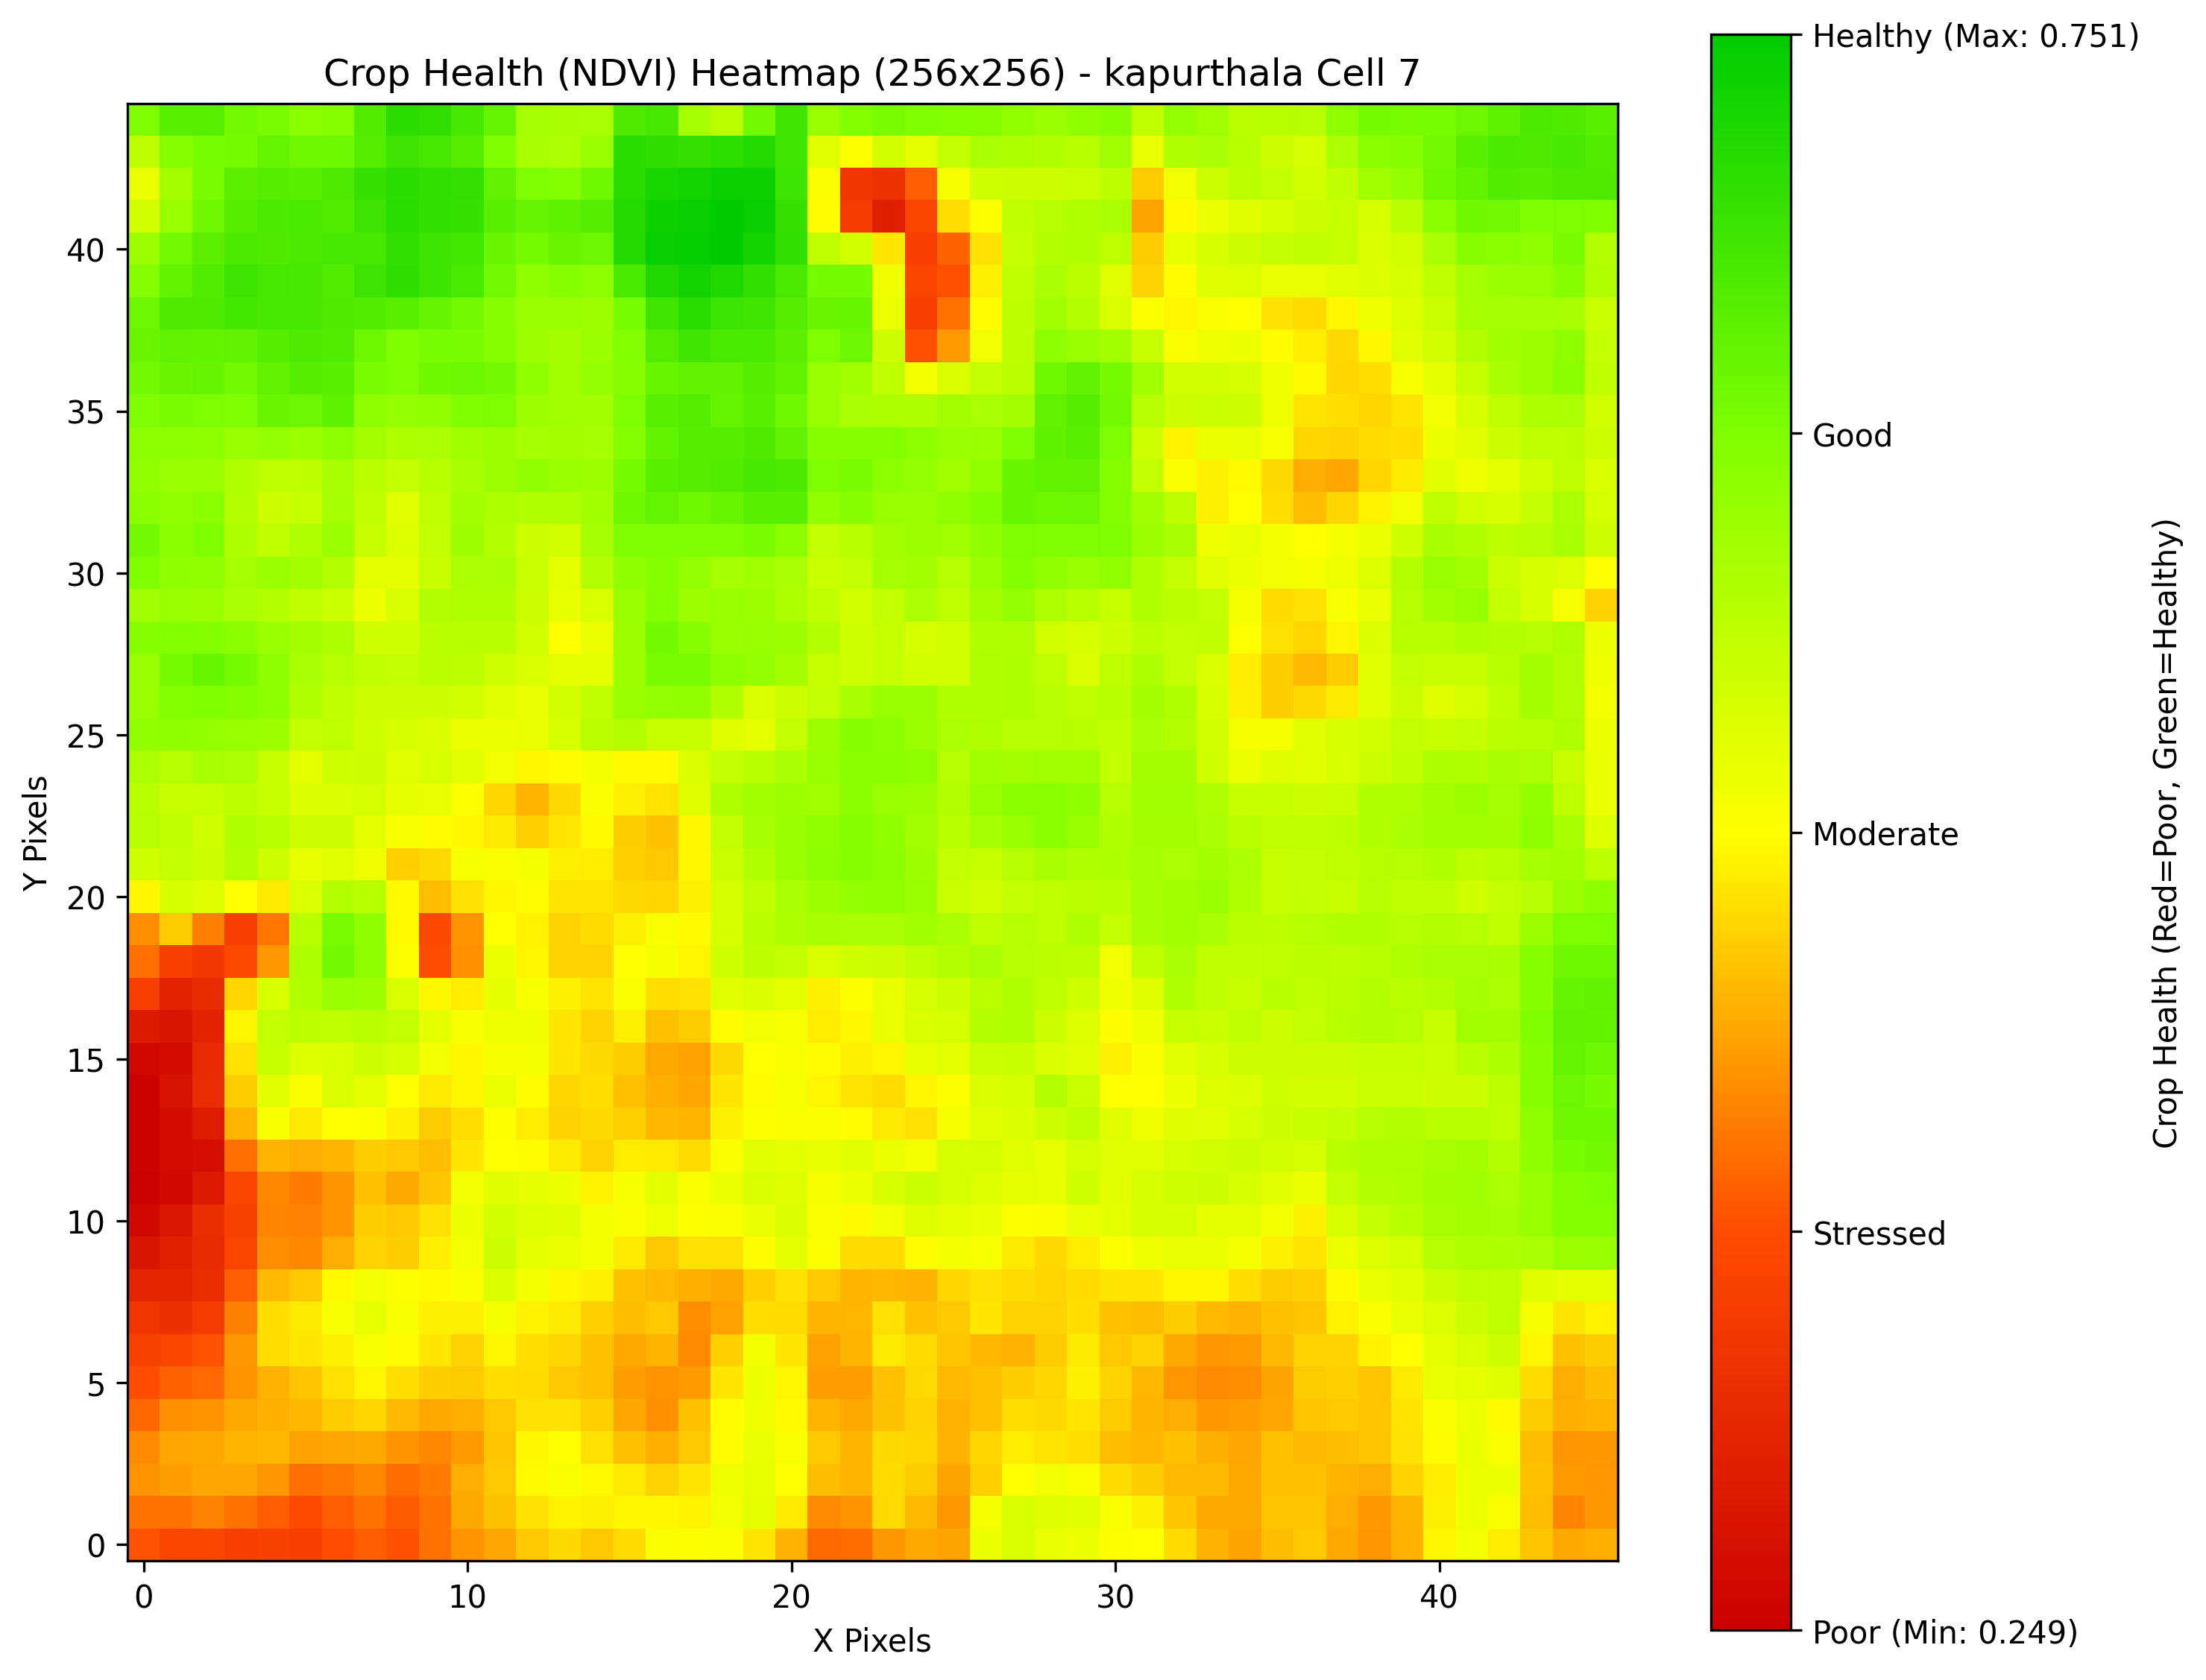 Crop Health (NDVI) Heatmap (256x256) - kapurthala Cell 7
Healthy (Max: 0.751)
Good
Moderate
Stressed
Poor (Min: 0.249)
Crop Health (Red=Poor, Green=Healthy)
Y Pixels
40
35
30
25
20
15
10
5
0
0 10 20 30 40
X Pixels